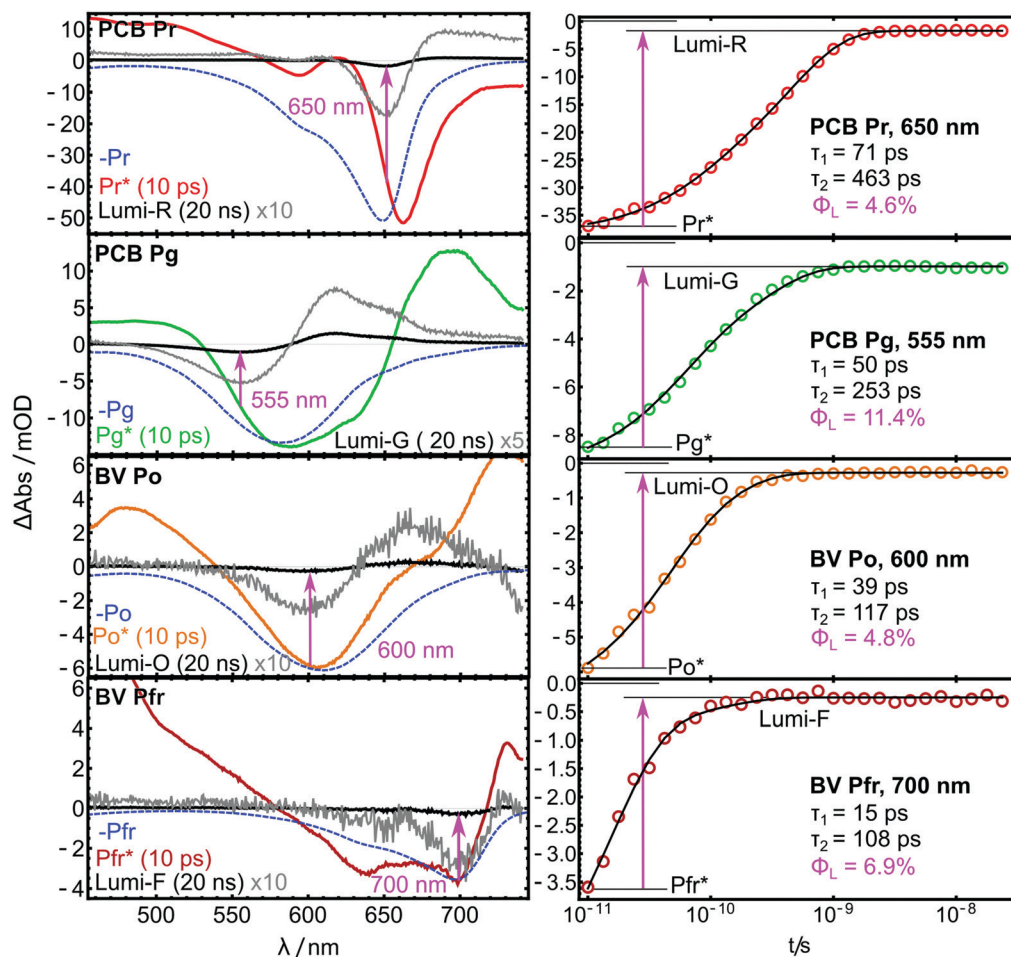 PCB Pr
650 nm
-Pr
Pr* (10 ps)
Lumi-R (20 ns) x10
10
0
-10
-20
-30
-40
-50
PCB Pg
555 nm
-Pg
Pg* (10 ps)
Lumi-G ( 20 ns) x5
10
5
0
-5
-10
BV Po
600 nm
-Po
Po* (10 ps)
Lumi-O (20 ns) x10
4
2
0
-2
-4
-6
BV Pfr
700 nm
-Pfr
Pfr* (10 ps)
Lumi-F (20 ns) x10
4
2
0
-2
-4
500 550 600 650 700
λ / nm
ΔAbs / mOD
0
-5
-10
-15
-20
-25
-30
-35
Lumi-R
PCB Pr, 650 nm
τ1 = 71 ps
τ2 = 463 ps
ΦL = 4.6%
Pr*
0
-2
-4
-6
-8
Lumi-G
PCB Pg, 555 nm
τ1 = 50 ps
τ2 = 253 ps
ΦL = 11.4%
Pg*
0
-1
-2
-3
-4
-5
Lumi-O
BV Po, 600 nm
τ1 = 39 ps
τ2 = 117 ps
ΦL = 4.8%
Po*
0.0
-0.5
-1.0
-1.5
-2.0
-2.5
-3.0
-3.5
Lumi-F
BV Pfr, 700 nm
τ1 = 15 ps
τ2 = 108 ps
ΦL = 6.9%
Pfr*
10⁻¹¹ 10⁻¹⁰ 10⁻⁹ 10⁻⁸
t/s